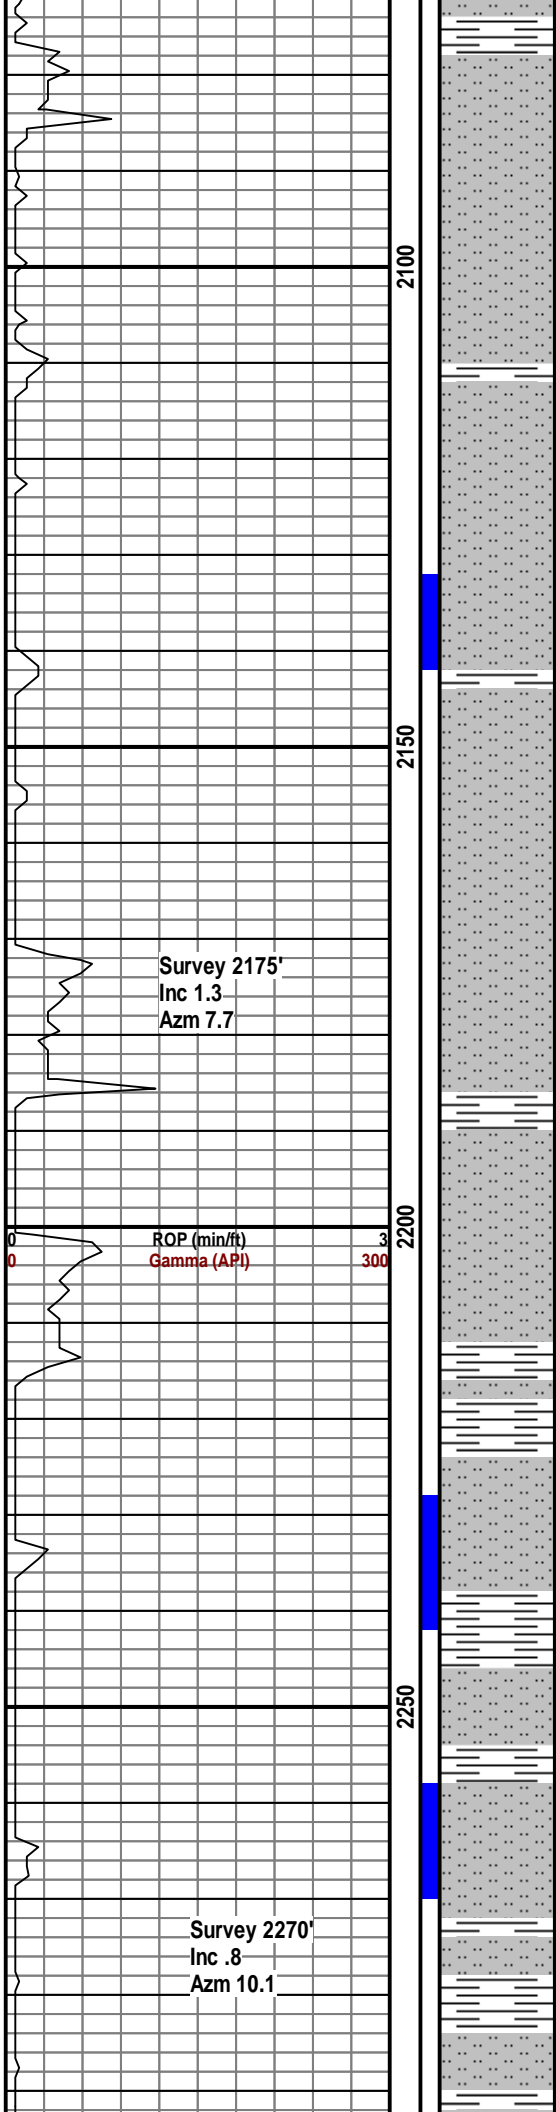 2100
2150
Survey 2175'
Inc 1.3
Azm 7.7
2200
0 ROP (min/ft) 3
0 Gamma (API) 300
2250
Survey 2270'
Inc .8
Azm 10.1